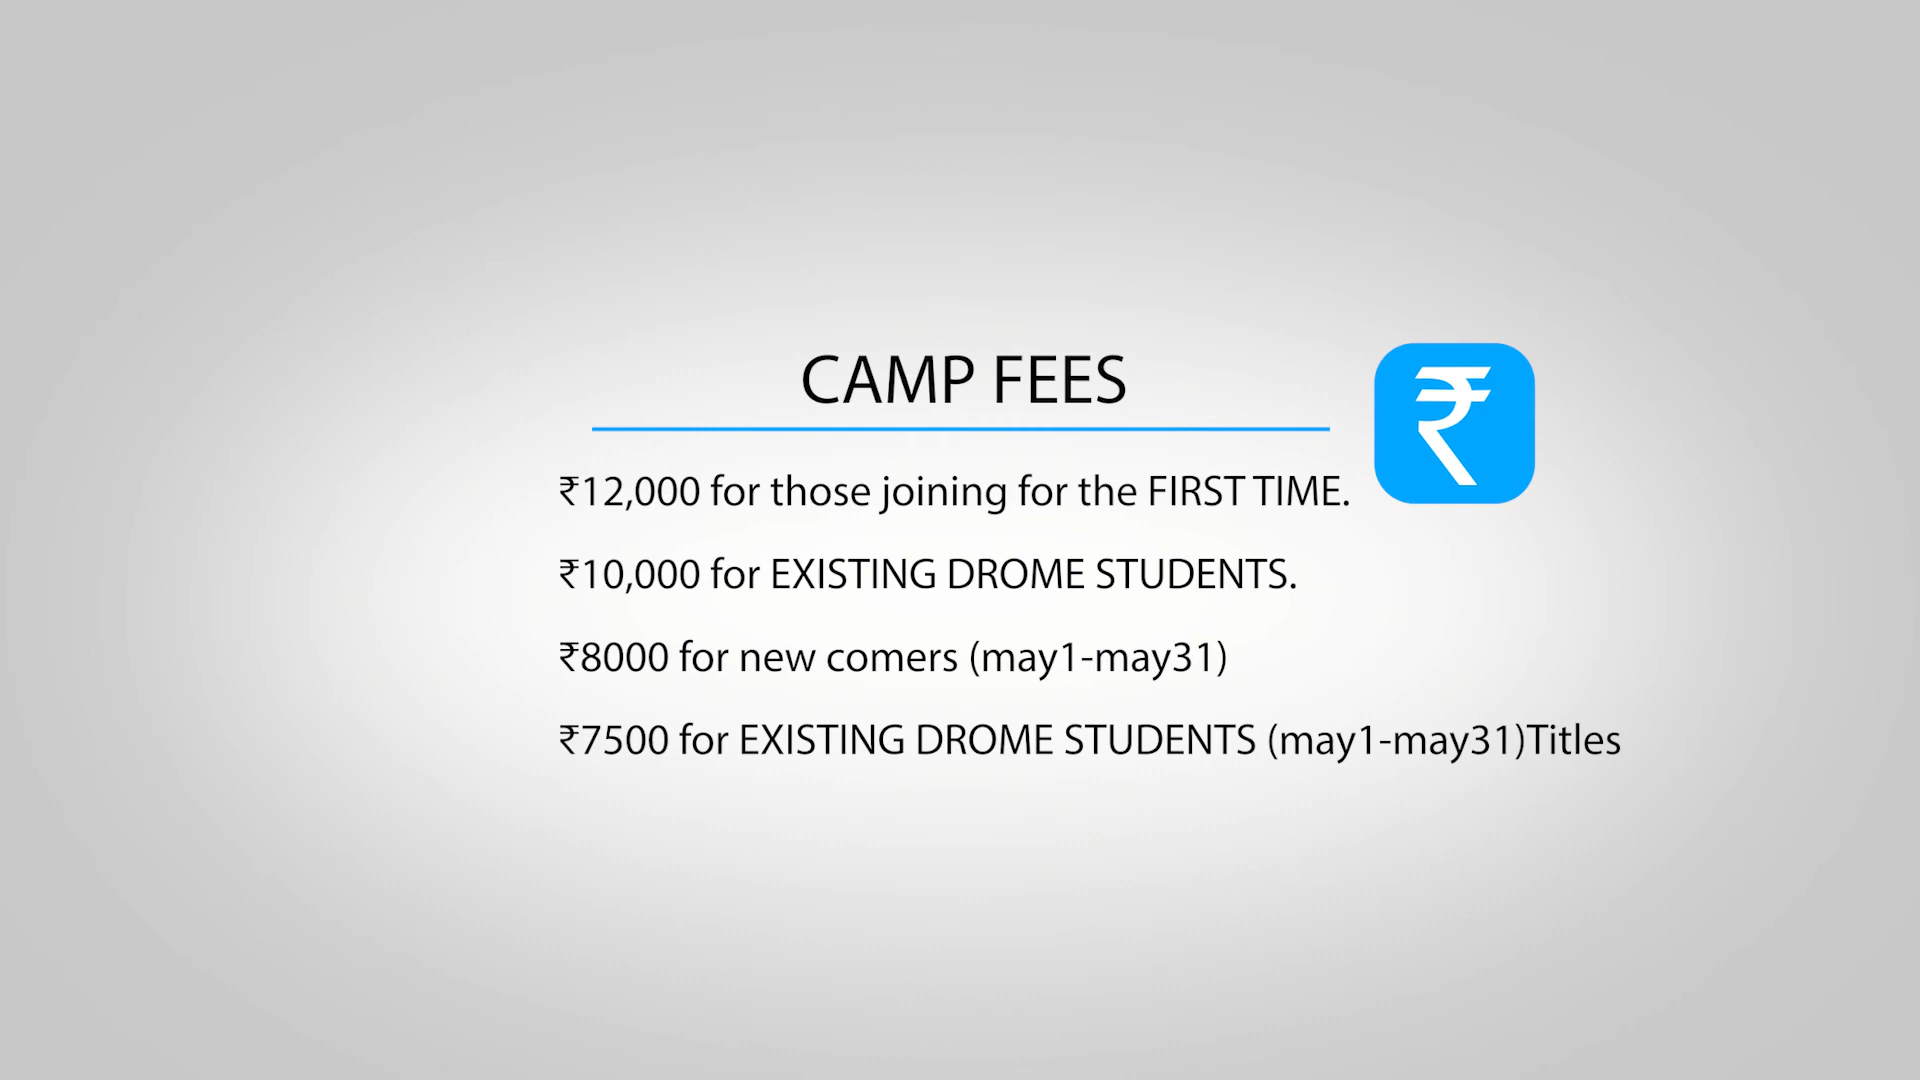 CAMP FEES
₹
₹12,000 for those joining for the FIRST TIME.
₹10,000 for EXISTING DROME STUDENTS.
₹8000 for new comers (may1-may31)
₹7500 for EXISTING DROME STUDENTS (may1-may31)Titles